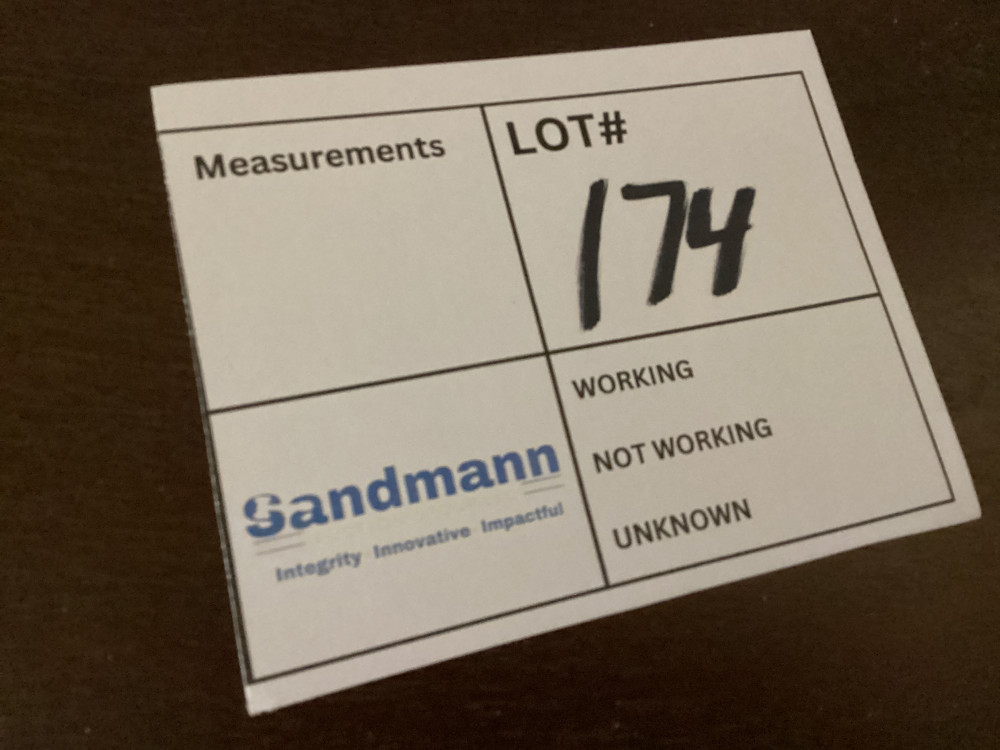 Measurements
LOT#
174
Sandmann
Integrity Innovative Impactful
WORKING
NOT WORKING
UNKNOWN